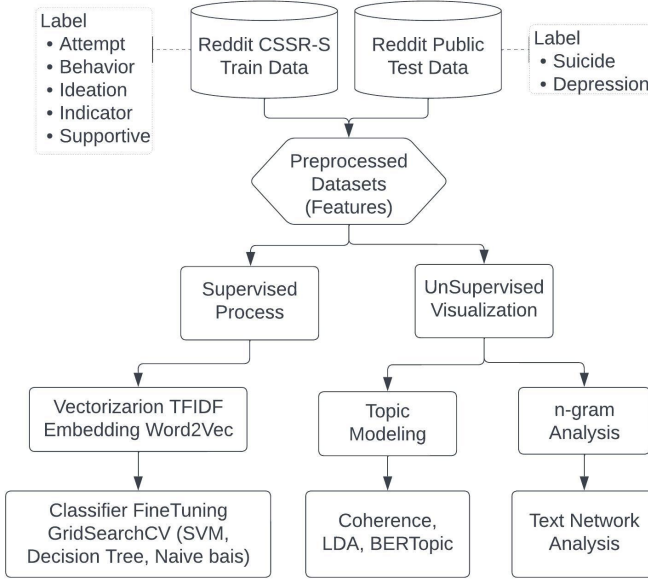 Label
• Attempt
• Behavior
• Ideation
• Indicator
• Supportive
Reddit CSSR-S
Train Data
Reddit Public
Test Data
Label
• Suicide
• Depression
Preprocessed
Datasets
(Features)
Supervised
Process
UnSupervised
Visualization
Vectorizarion TFIDF
Embedding Word2Vec
Topic
Modeling
n-gram
Analysis
Classifier FineTuning
GridSearchCV (SVM,
Decision Tree, Naive bais)
Coherence,
LDA, BERTopic
Text Network
Analysis